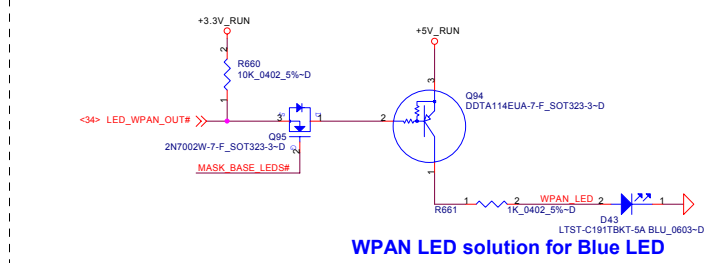 +3.3V_RUN
+5V_RUN
2
R660
10K_0402_5%~D
1
3
Q94
DDTA114EUA-7-F_SOT323-3~D
<34> LED_WPAN_OUT#
3
1
2
Q95
2N7002W-7-F_SOT323-3~D
2
MASK_BASE_LEDS#
1
R661
1
2
1K_0402_5%~D
WPAN_LED
2
1
D43
LTST-C191TBKT-5A BLU_0603~D
WPAN LED solution for Blue LED